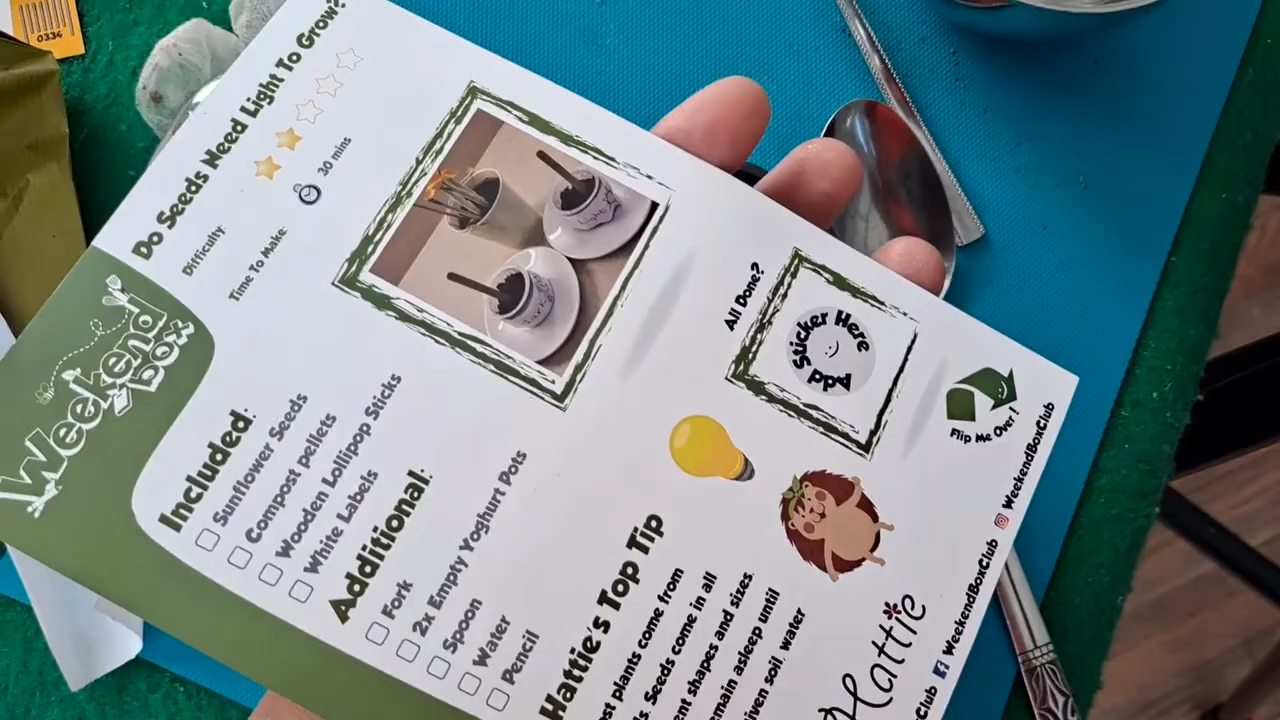 0334
Do Seeds Need Light To Grow?
Difficulty:
Time To Make:
30 mins
Light
Dark
Weekend
box
Included:
Sunflower Seeds
Compost pellets
Wooden Lollipop Sticks
White Labels
Additional:
Fork
2x Empty Yoghurt Pots
Spoon
Water
Pencil
All Done?
Sticker Here
Flip Me Over!
Hattie's Top Tip
plants come from
Seeds come in all
shapes and sizes.
remain asleep until
soil, water
Hattie
WeekendBoxClub
WeekendBoxClub